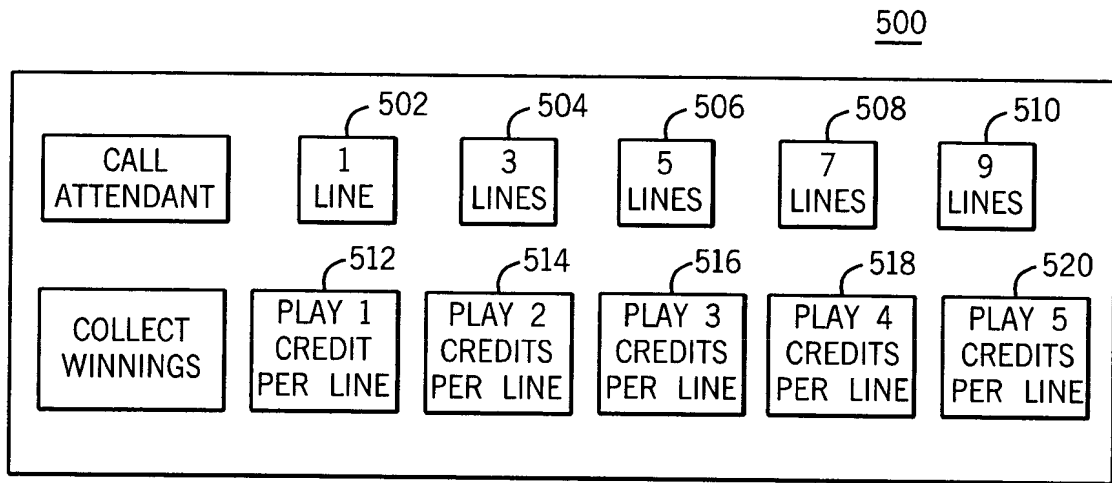 500
502
504
506
508
510
CALL
ATTENDANT
1
LINE
3
LINES
5
LINES
7
LINES
9
LINES
512
514
516
518
520
COLLECT
WINNINGS
PLAY 1
CREDIT
PER LINE
PLAY 2
CREDITS
PER LINE
PLAY 3
CREDITS
PER LINE
PLAY 4
CREDITS
PER LINE
PLAY 5
CREDITS
PER LINE